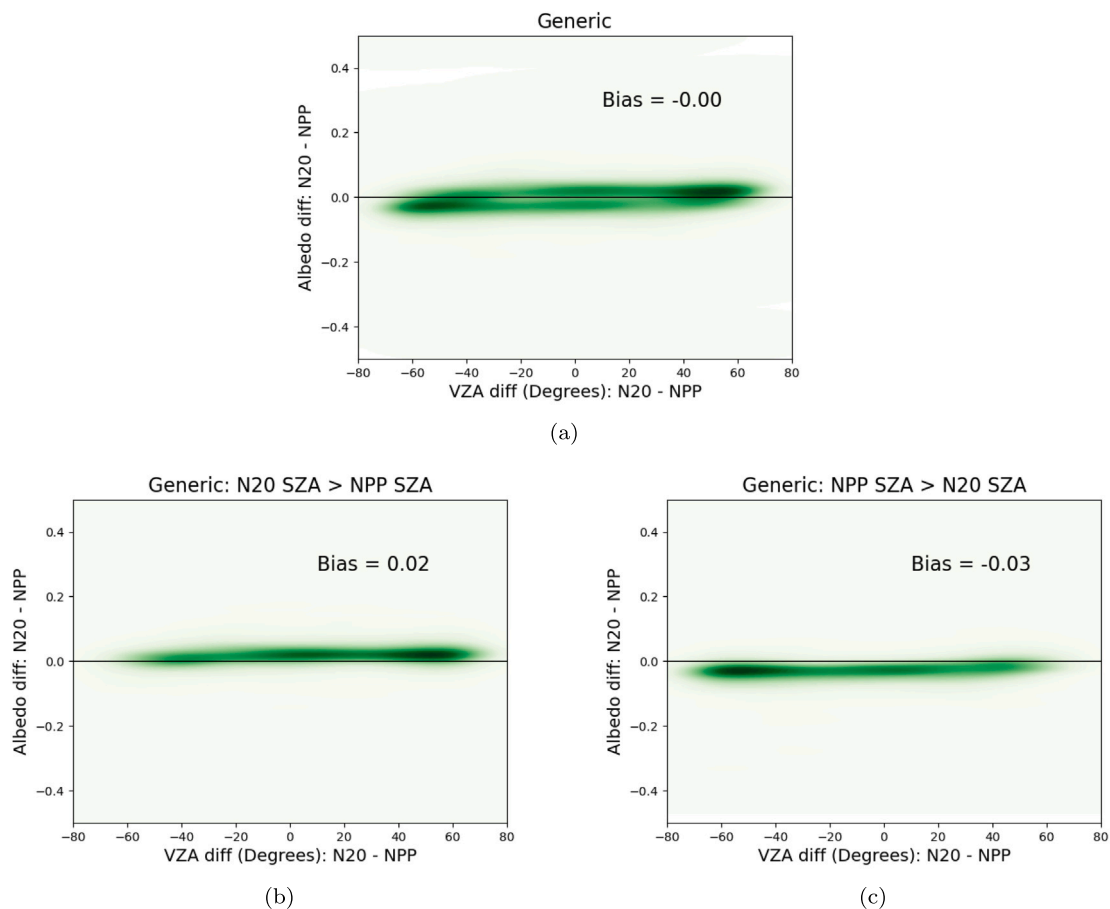 Generic
0.4
0.2
0.0
−0.2
−0.4
Albedo diff: N20 - NPP
Bias = -0.00
−80 −60 −40 −20 0 20 40 60 80
VZA diff (Degrees): N20 - NPP
(a)
Generic: N20 SZA > NPP SZA
0.4
0.2
0.0
−0.2
−0.4
Albedo diff: N20 - NPP
Bias = 0.02
−80 −60 −40 −20 0 20 40 60 80
VZA diff (Degrees): N20 - NPP
(b)
Generic: NPP SZA > N20 SZA
0.4
0.2
0.0
−0.2
−0.4
Albedo diff: N20 - NPP
Bias = -0.03
−80 −60 −40 −20 0 20 40 60 80
VZA diff (Degrees): N20 - NPP
(c)